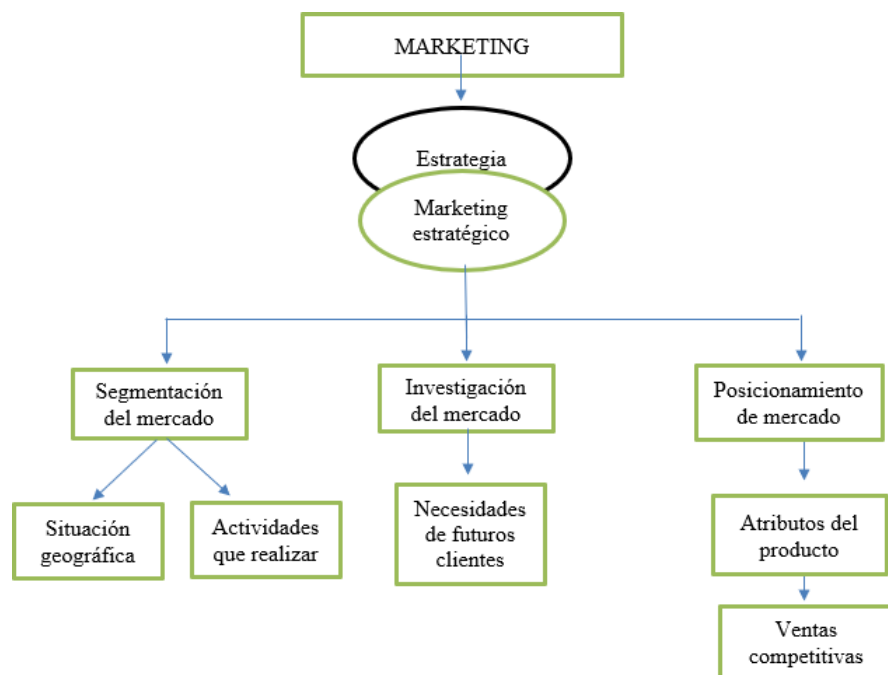 MARKETING
Estrategia
Marketing
estratégico
Segmentación
del mercado
Investigación
del mercado
Posicionamiento
de mercado
Situación
geográfica
Actividades
que realizar
Necesidades
de futuros
clientes
Atributos del
producto
Ventas
competitivas